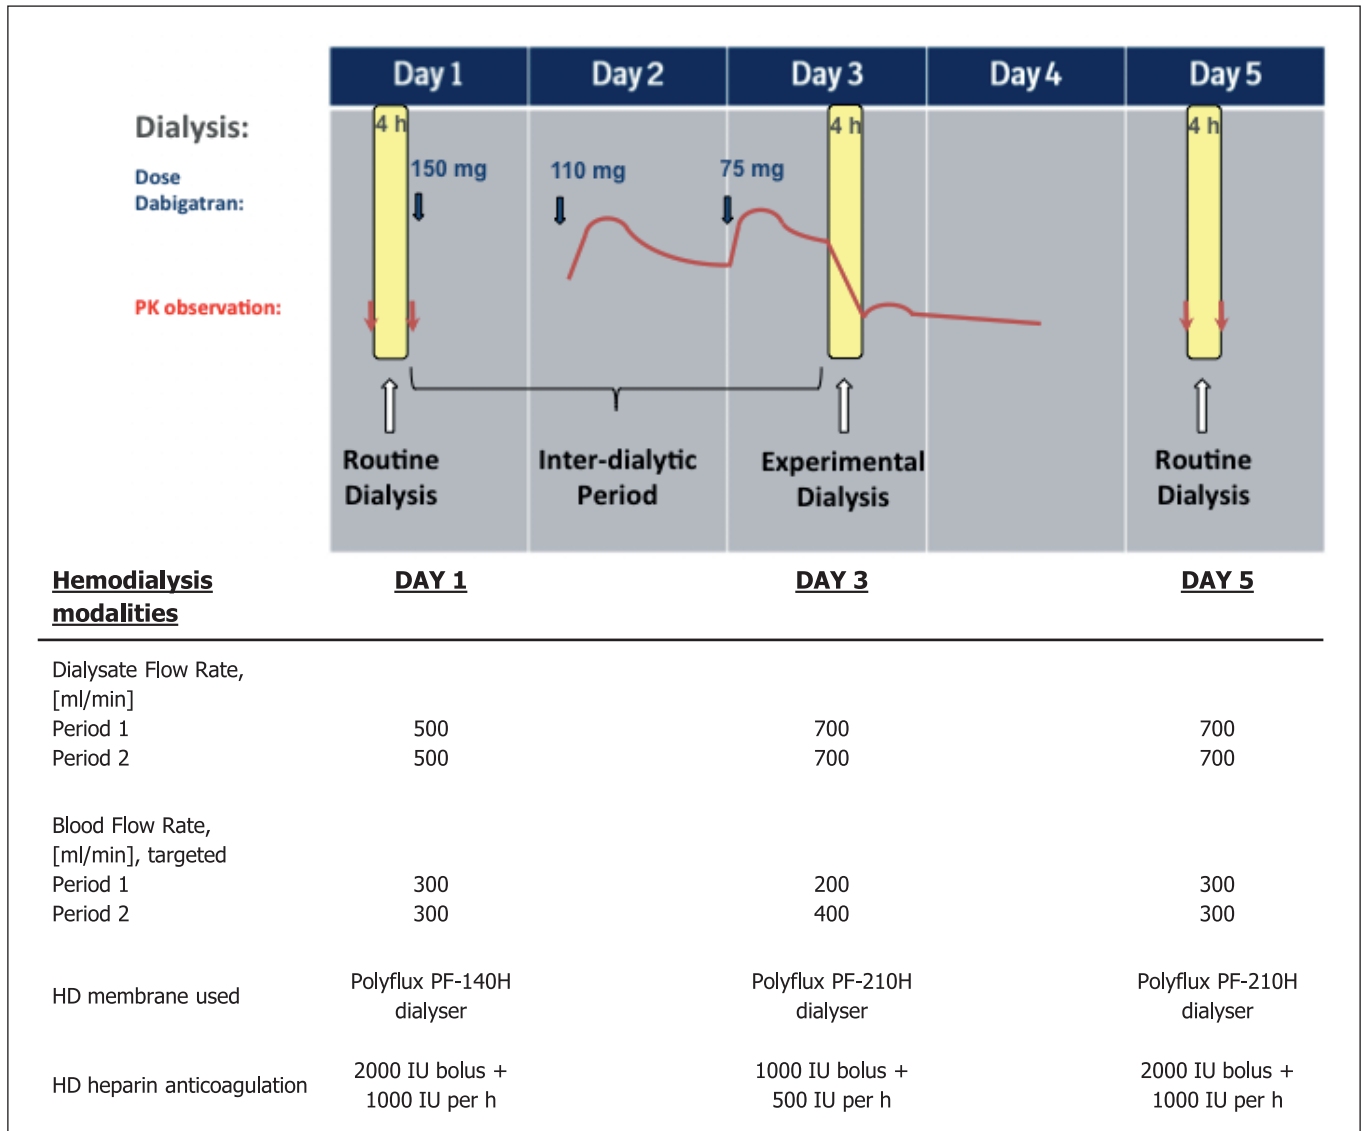 Day 1 Day 2 Day 3 Day 4 Day 5
Dialysis: 4 h 4 h 4 h
Dose
Dabigatran:
150 mg 110 mg 75 mg
PK observation:
Routine
Dialysis
Inter-dialytic
Period
Experimental
Dialysis
Routine
Dialysis
Hemodialysis
modalities
DAY 1 DAY 3 DAY 5
Dialysate Flow Rate,
[ml/min]
Period 1 500 700 700
Period 2 500 700 700
Blood Flow Rate,
[ml/min], targeted
Period 1 300 200 300
Period 2 300 400 300
HD membrane used
Polyflux PF-140H
dialyser
Polyflux PF-210H
dialyser
Polyflux PF-210H
dialyser
HD heparin anticoagulation
2000 IU bolus +
1000 IU per h
1000 IU bolus +
500 IU per h
2000 IU bolus +
1000 IU per h